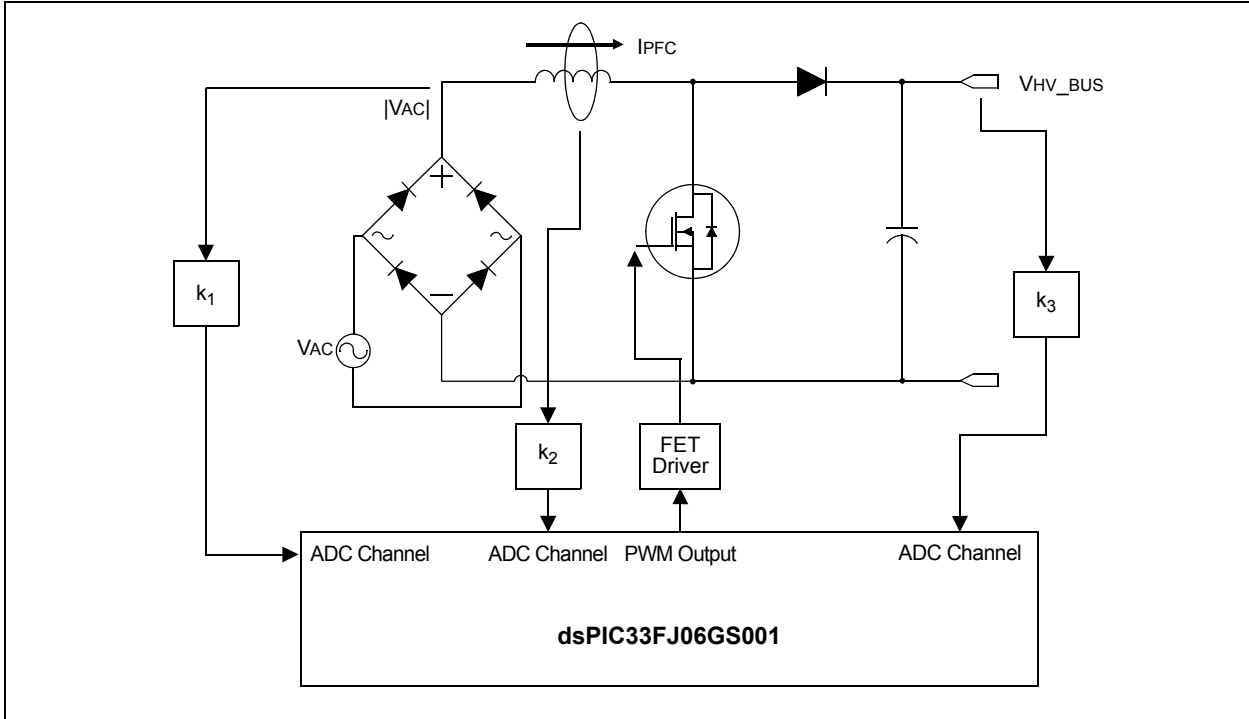 IPFC
|VAC|
VHV_BUS
k1
k3
VAC
k2
FET
Driver
ADC Channel
ADC Channel
PWM Output
ADC Channel
dsPIC33FJ06GS001